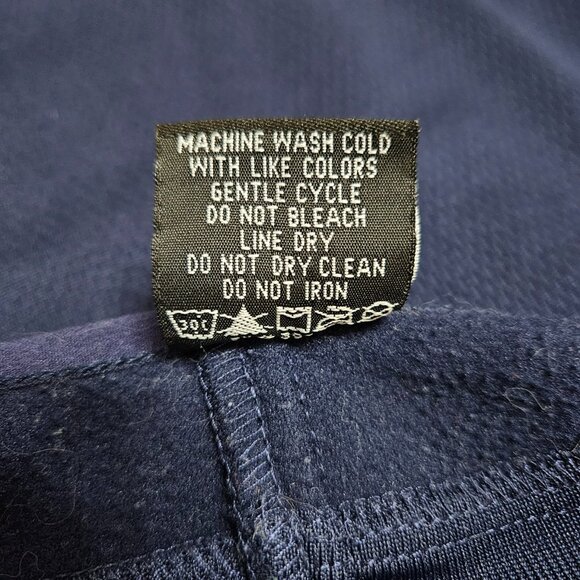 MACHINE WASH COLD
WITH LIKE COLORS
GENTLE CYCLE
DO NOT BLEACH
LINE DRY
DO NOT DRY CLEAN
DO NOT IRON
30C